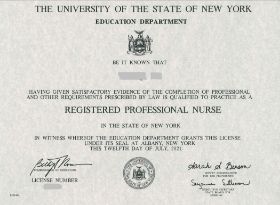 THE UNIVERSITY OF THE STATE OF NEW YORK
EDUCATION DEPARTMENT
BE IT KNOWN THAT
HAVING GIVEN SATISFACTORY EVIDENCE OF THE COMPLETION OF PROFESSIONAL
AND OTHER REQUIREMENTS PRESCRIBED BY LAW IS QUALIFIED TO PRACTICE AS A
REGISTERED PROFESSIONAL NURSE
IN THE STATE OF NEW YORK
IN WITNESS WHEREOF THE EDUCATION DEPARTMENT GRANTS THIS LICENSE
UNDER ITS SEAL AT ALBANY, NEW YORK
THIS TWELFTH DAY OF JULY, 2021.
LICENSE NUMBER